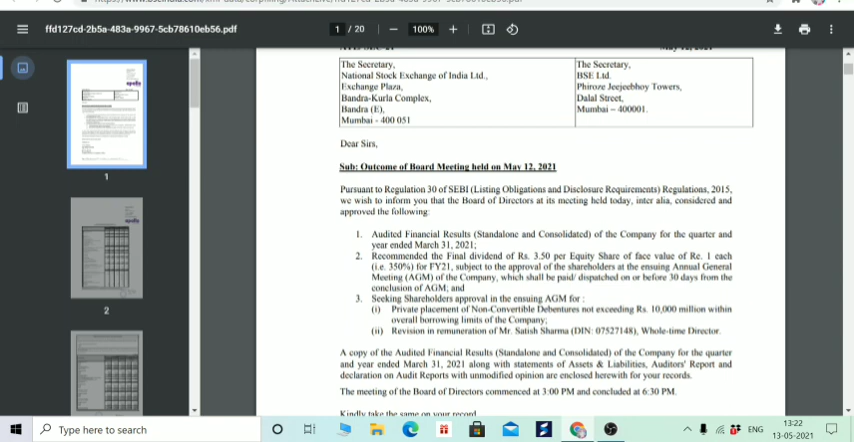 ffd127cd-2b5a-483a-9967-5cb78610eb56.pdf
1 / 20
100%
The Secretary,
National Stock Exchange of India Ltd.,
Exchange Plaza,
Bandra-Kurla Complex,
Bandra (E),
Mumbai - 400 051
The Secretary,
BSE Ltd.
Phiroze Jeejeebhoy Towers,
Dalal Street,
Mumbai – 400001.
Dear Sirs,
Sub: Outcome of Board Meeting held on May 12, 2021
Pursuant to Regulation 30 of SEBI (Listing Obligations and Disclosure Requirements) Regulations, 2015,
we wish to inform you that the Board of Directors at its meeting held today, inter alia, considered and
approved the following:
1. Audited Financial Results (Standalone and Consolidated) of the Company for the quarter and
year ended March 31, 2021;
2. Recommended the Final dividend of Rs. 3.50 per Equity Share of face value of Re. 1 each
(i.e. 350%) for FY21, subject to the approval of the shareholders at the ensuing Annual General
Meeting (AGM) of the Company, which shall be paid/ dispatched on or before 30 days from the
conclusion of AGM; and
3. Seeking Shareholders approval in the ensuing AGM for :
(i) Private placement of Non-Convertible Debentures not exceeding Rs. 10,000 million within
overall borrowing limits of the Company;
(ii) Revision in remuneration of Mr. Satish Sharma (DIN: 07527148), Whole-time Director.
A copy of the Audited Financial Results (Standalone and Consolidated) of the Company for the quarter
and year ended March 31, 2021 along with statements of Assets & Liabilities, Auditors' Report and
declaration on Audit Reports with unmodified opinion are enclosed herewith for your records.
The meeting of the Board of Directors commenced at 3:00 PM and concluded at 6:30 PM.
Kindly take the same on your record
1
2
Type here to search
ENG
13:22
13-05-2021